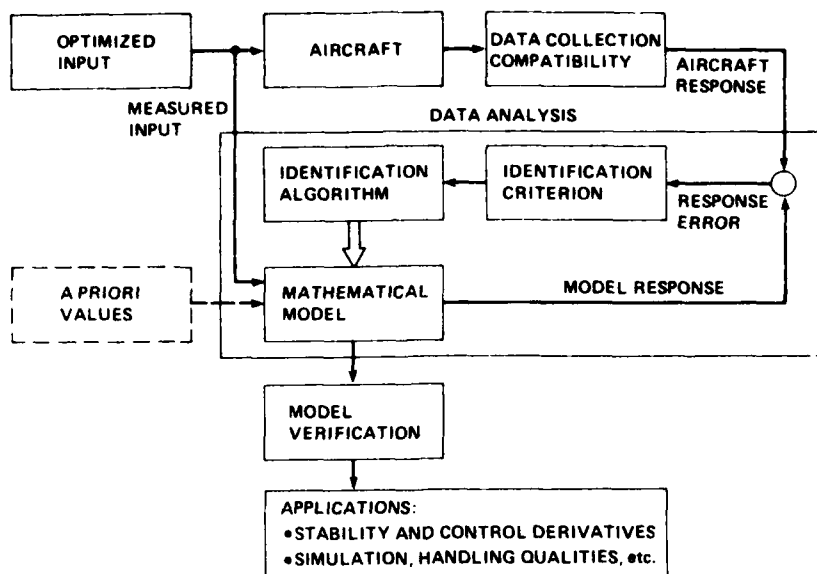 OPTIMIZED
INPUT
AIRCRAFT
DATA COLLECTION
COMPATIBILITY
AIRCRAFT
RESPONSE
MEASURED
INPUT
DATA ANALYSIS
IDENTIFICATION
ALGORITHM
IDENTIFICATION
CRITERION
RESPONSE
ERROR
A PRIORI
VALUES
MATHEMATICAL
MODEL
MODEL RESPONSE
MODEL
VERIFICATION
APPLICATIONS:
•STABILITY AND CONTROL DERIVATIVES
•SIMULATION, HANDLING QUALITIES, etc.